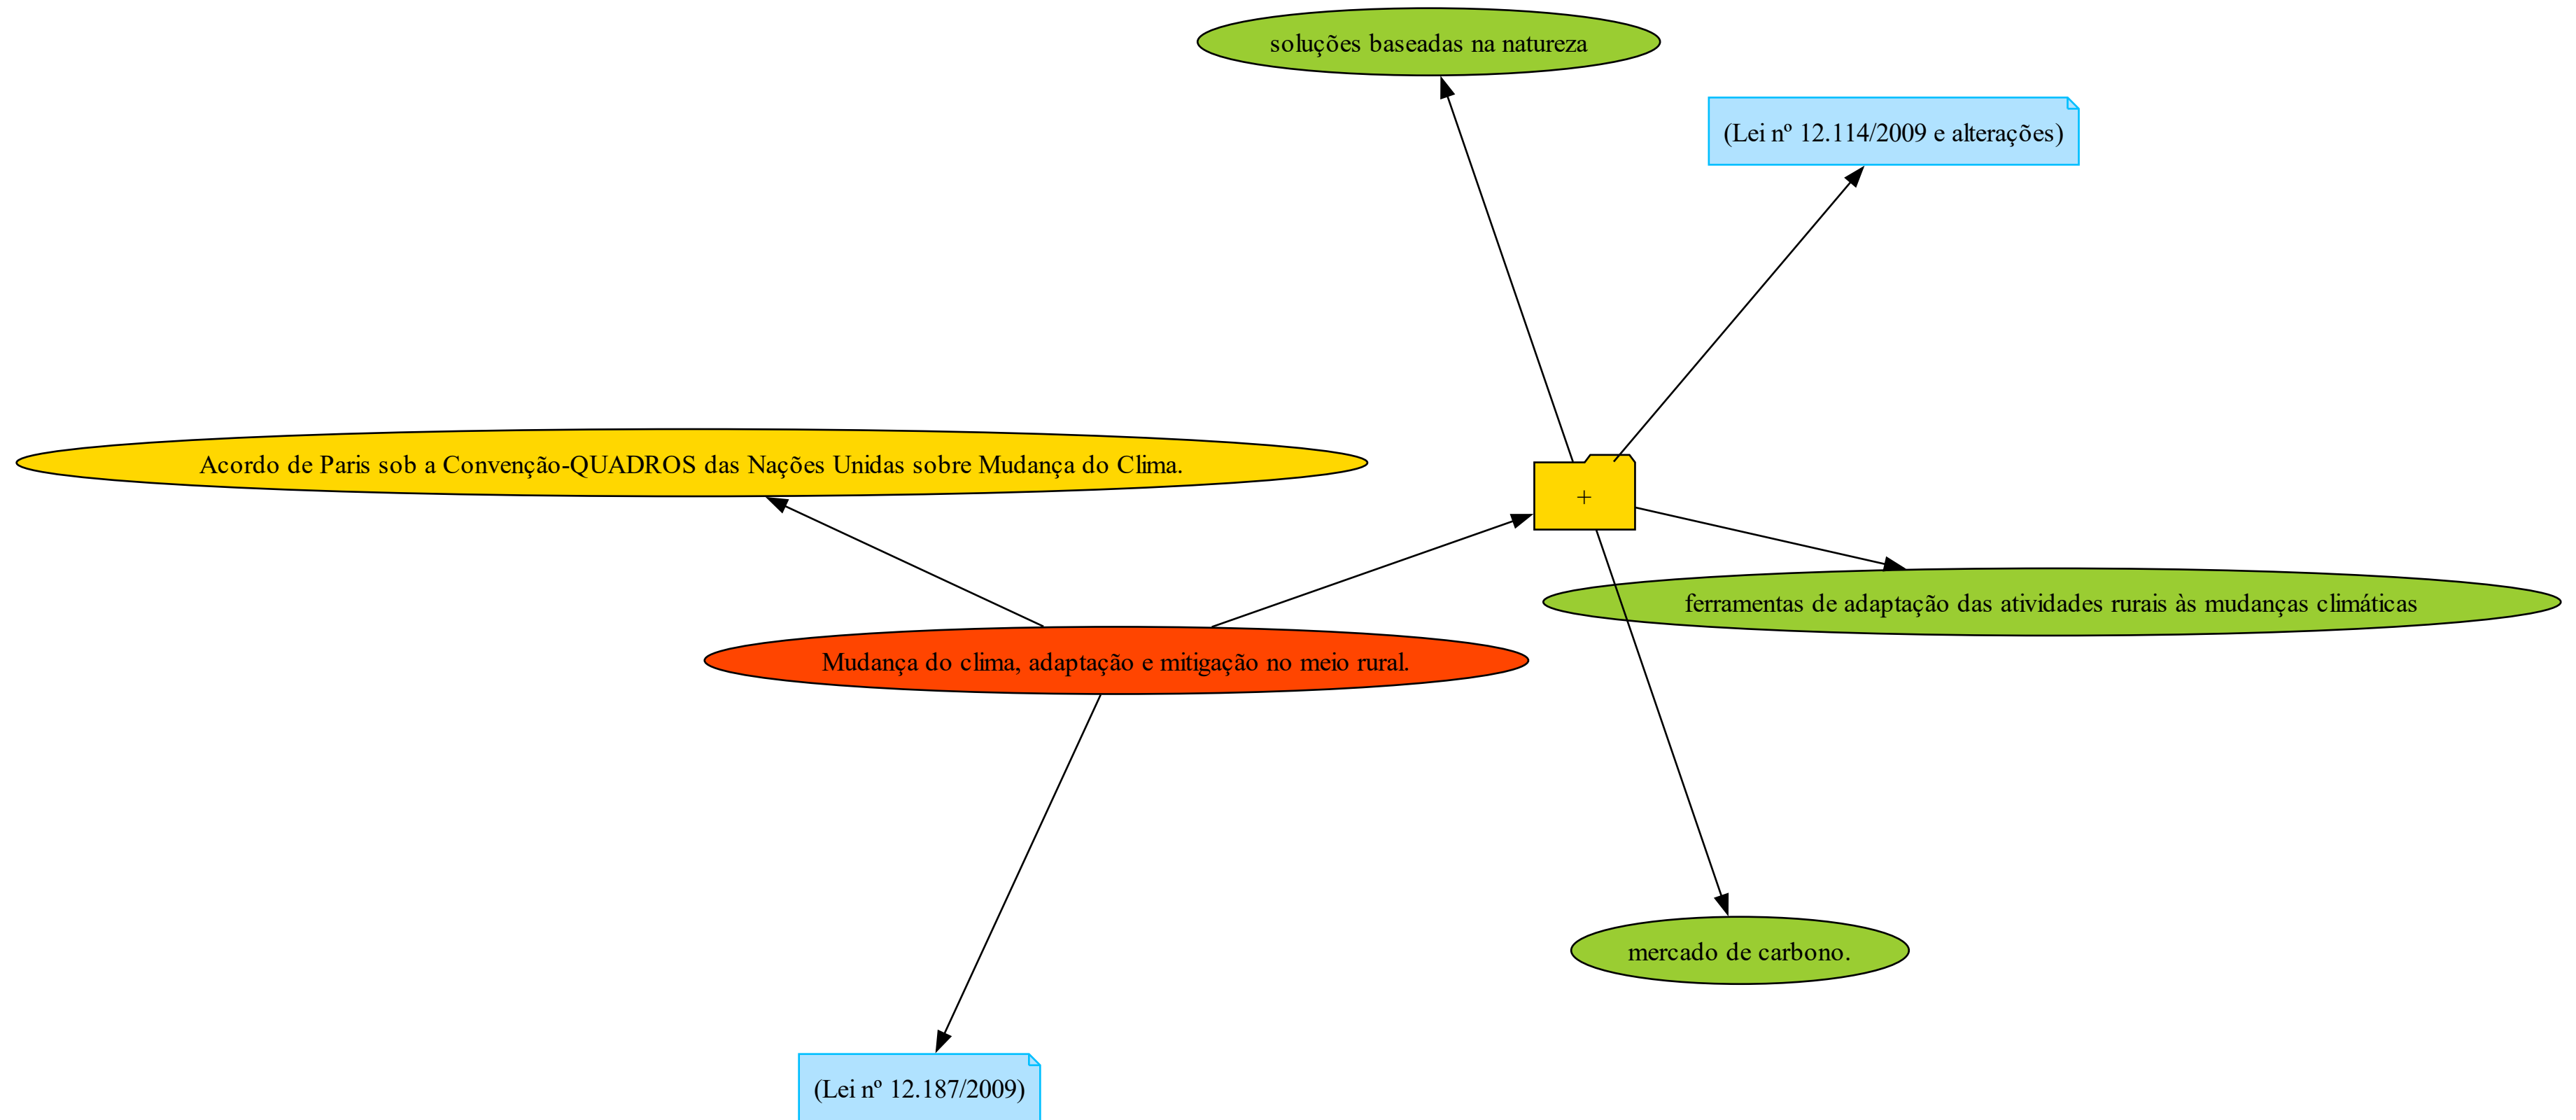 soluções baseadas na natureza
(Lei nº 12.114/2009 e alterações)
Acordo de Paris sob a Convenção-QUADROS das Nações Unidas sobre Mudança do Clima.
+
ferramentas de adaptação das atividades rurais às mudanças climáticas
Mudança do clima, adaptação e mitigação no meio rural.
mercado de carbono.
(Lei nº 12.187/2009)